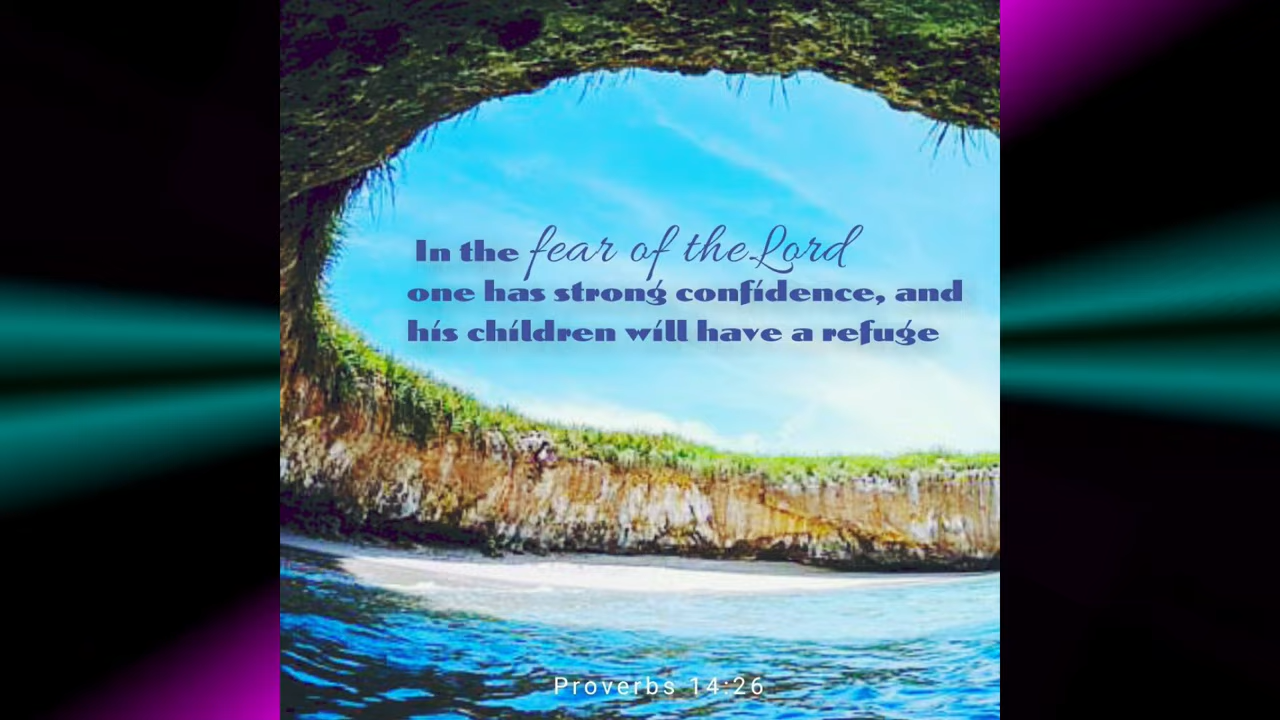 In the fear of the Lord
one has strong confidence, and
his children will have a refuge
Proverbs 14:26